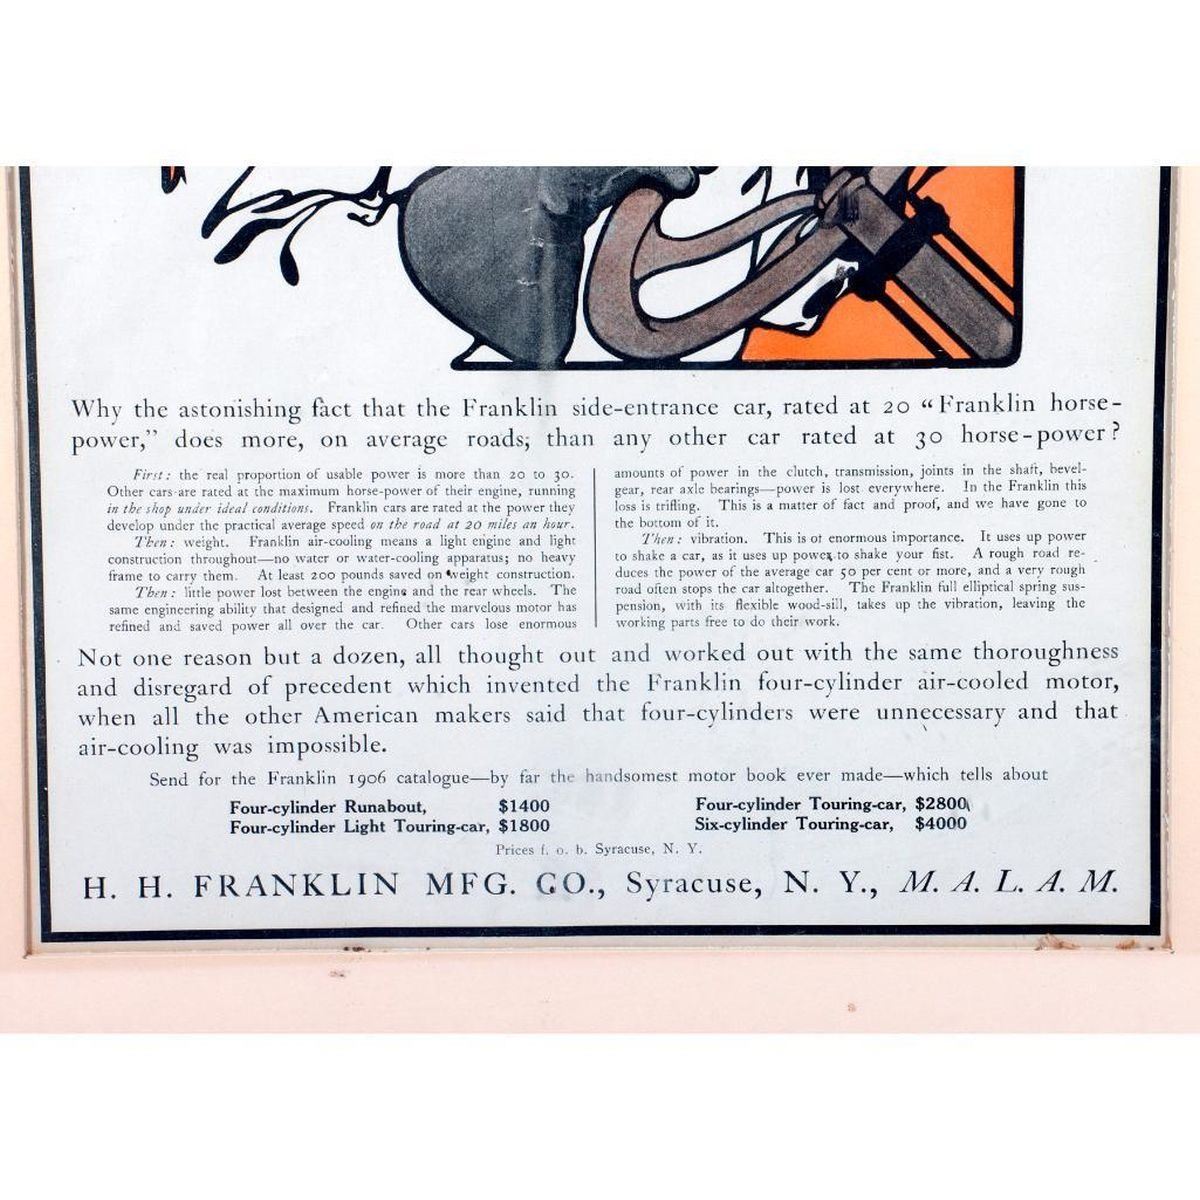 Why the astonishing fact that the Franklin side-entrance car, rated at 20 “Franklin horse-
power,” does more, on average roads, than any other car rated at 30 horse-power?
First: the real proportion of usable power is more than 20 to 30.
Other cars are rated at the maximum horse-power of their engine, running
in the shop under ideal conditions. Franklin cars are rated at the power they
develop under the practical average speed on the road at 20 miles an hour.
Then: weight. Franklin air-cooling means a light engine and light
construction throughout—no water or water-cooling apparatus; no heavy
frame to carry them. At least 200 pounds saved on weight construction.
Then: little power lost between the engine and the rear wheels. The
same engineering ability that designed and refined the marvelous motor has
refined and saved power all over the car. Other cars lose enormous
amounts of power in the clutch, transmission, joints in the shaft, bevel-
gear, rear axle bearings—power is lost everywhere. In the Franklin this
loss is trifling. This is a matter of fact and proof, and we have gone to
the bottom of it.
Then: vibration. This is of enormous importance. It uses up power
to shake a car, as it uses up power to shake your fist. A rough road re-
duces the power of the average car 50 per cent or more, and a very rough
road often stops the car altogether. The Franklin full elliptical spring sus-
pension, with its flexible wood-sill, takes up the vibration, leaving the
working parts free to do their work.
Not one reason but a dozen, all thought out and worked out with the same thoroughness
and disregard of precedent which invented the Franklin four-cylinder air-cooled motor,
when all the other American makers said that four-cylinders were unnecessary and that
air-cooling was impossible.
Send for the Franklin 1906 catalogue—by far the handsomest motor book ever made—which tells about
Four-cylinder Runabout, $1400
Four-cylinder Light Touring-car, $1800
Four-cylinder Touring-car, $2800
Six-cylinder Touring-car, $4000
Prices f. o. b. Syracuse, N. Y.
H. H. FRANKLIN MFG. CO., Syracuse, N. Y., M. A. L. A. M.